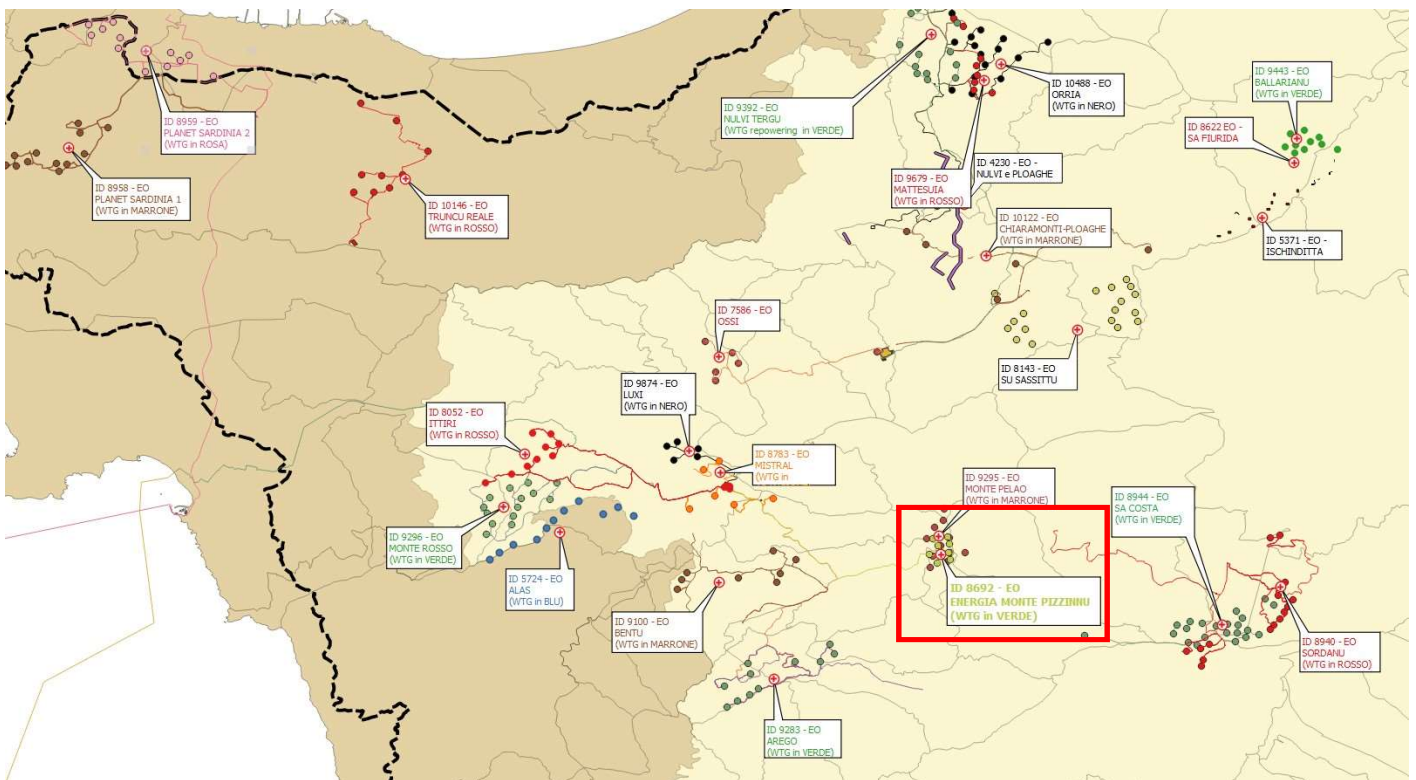 ID 8959 - EO
PLANET SARDINIA 2
(WTG in ROSA)
ID 8958 - EO
PLANET SARDINIA 1
(WTG in MARRONE)
ID 10146 - EO
TRUNCU REALE
(WTG in ROSSO)
ID 9392 - EO
NULVI TERGU
(WTG repowering in VERDE)
ID 10488 - EO
ORRIA
(WTG in NERO)
ID 9443 - EO
BALLARIANU
(WTG in VERDE)
ID 8622 EO -
SA FIURIDA
ID 4230 - EO -
NULVI e PLOAGHE
ID 9679 - EO
MATTESUIA
(WTG in ROSSO)
ID 10122 - EO
CHIARAMONTI-PLOAGHE
(WTG in MARRONE)
ID 5371 - EO -
ISCHINDITTA
ID 7586 - EO
OSSI
ID 8143 - EO
SU SASSITTU
ID 9874 - EO
LUXI
(WTG in NERO)
ID 8052 - EO
ITTIRI
(WTG in ROSSO)
ID 8783 - EO
MISTRAL
(WTG in
ID 9295 - EO
MONTE PELAO
(WTG in MARRONE)
ID 8944 - EO
SA COSTA
(WTG in VERDE)
ID 9296 - EO
MONTE ROSSO
(WTG in VERDE)
ID 5724 - EO
ALAS
(WTG in BLU)
ID 8692 - EO
ENERGIA MONTE PIZZINNU
(WTG in VERDE)
ID 9100 - EO
BENTU
(WTG in MARRONE)
ID 8940 - EO
SORDANU
(WTG in ROSSO)
ID 9283 - EO
AREGO
(WTG in VERDE)